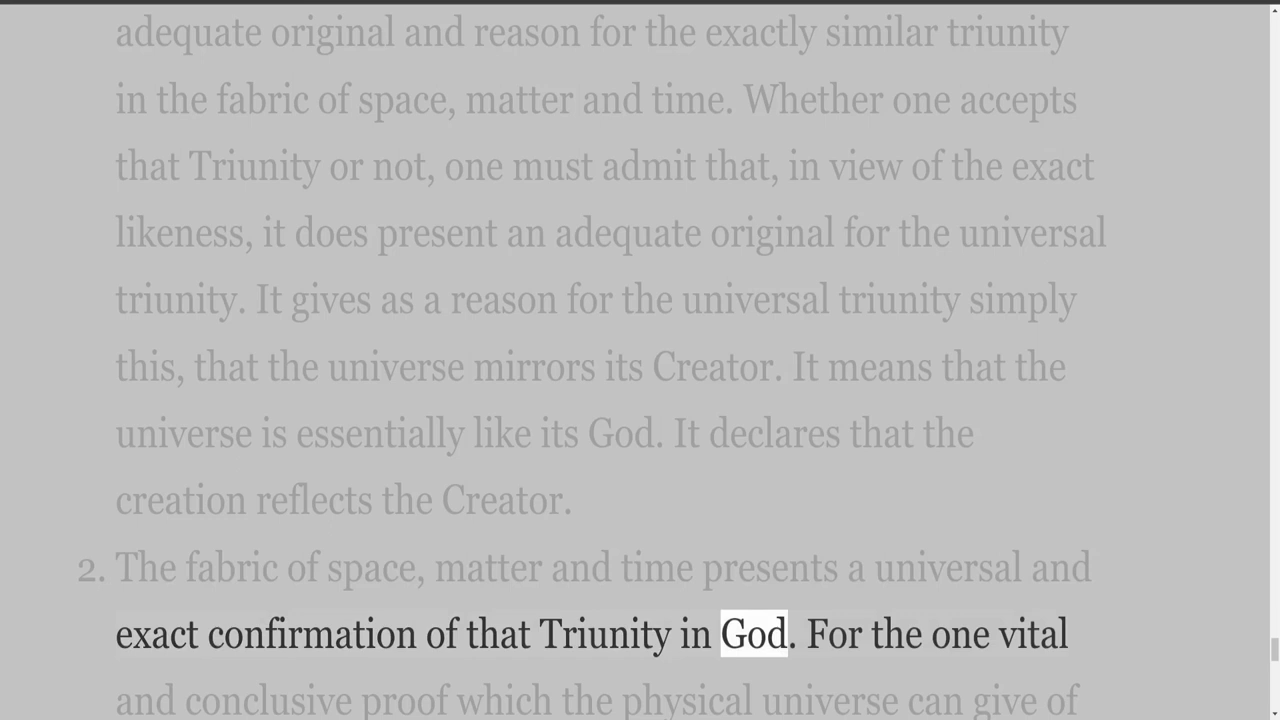 adequate original and reason for the exactly similar triunity
in the fabric of space, matter and time. Whether one accepts
that Triunity or not, one must admit that, in view of the exact
likeness, it does present an adequate original for the universal
triunity. It gives as a reason for the universal triunity simply
this, that the universe mirrors its Creator. It means that the
universe is essentially like its God. It declares that the
creation reflects the Creator.
2. The fabric of space, matter and time presents a universal and
exact confirmation of that Triunity in God. For the one vital
and conclusive proof which the physical universe can give of